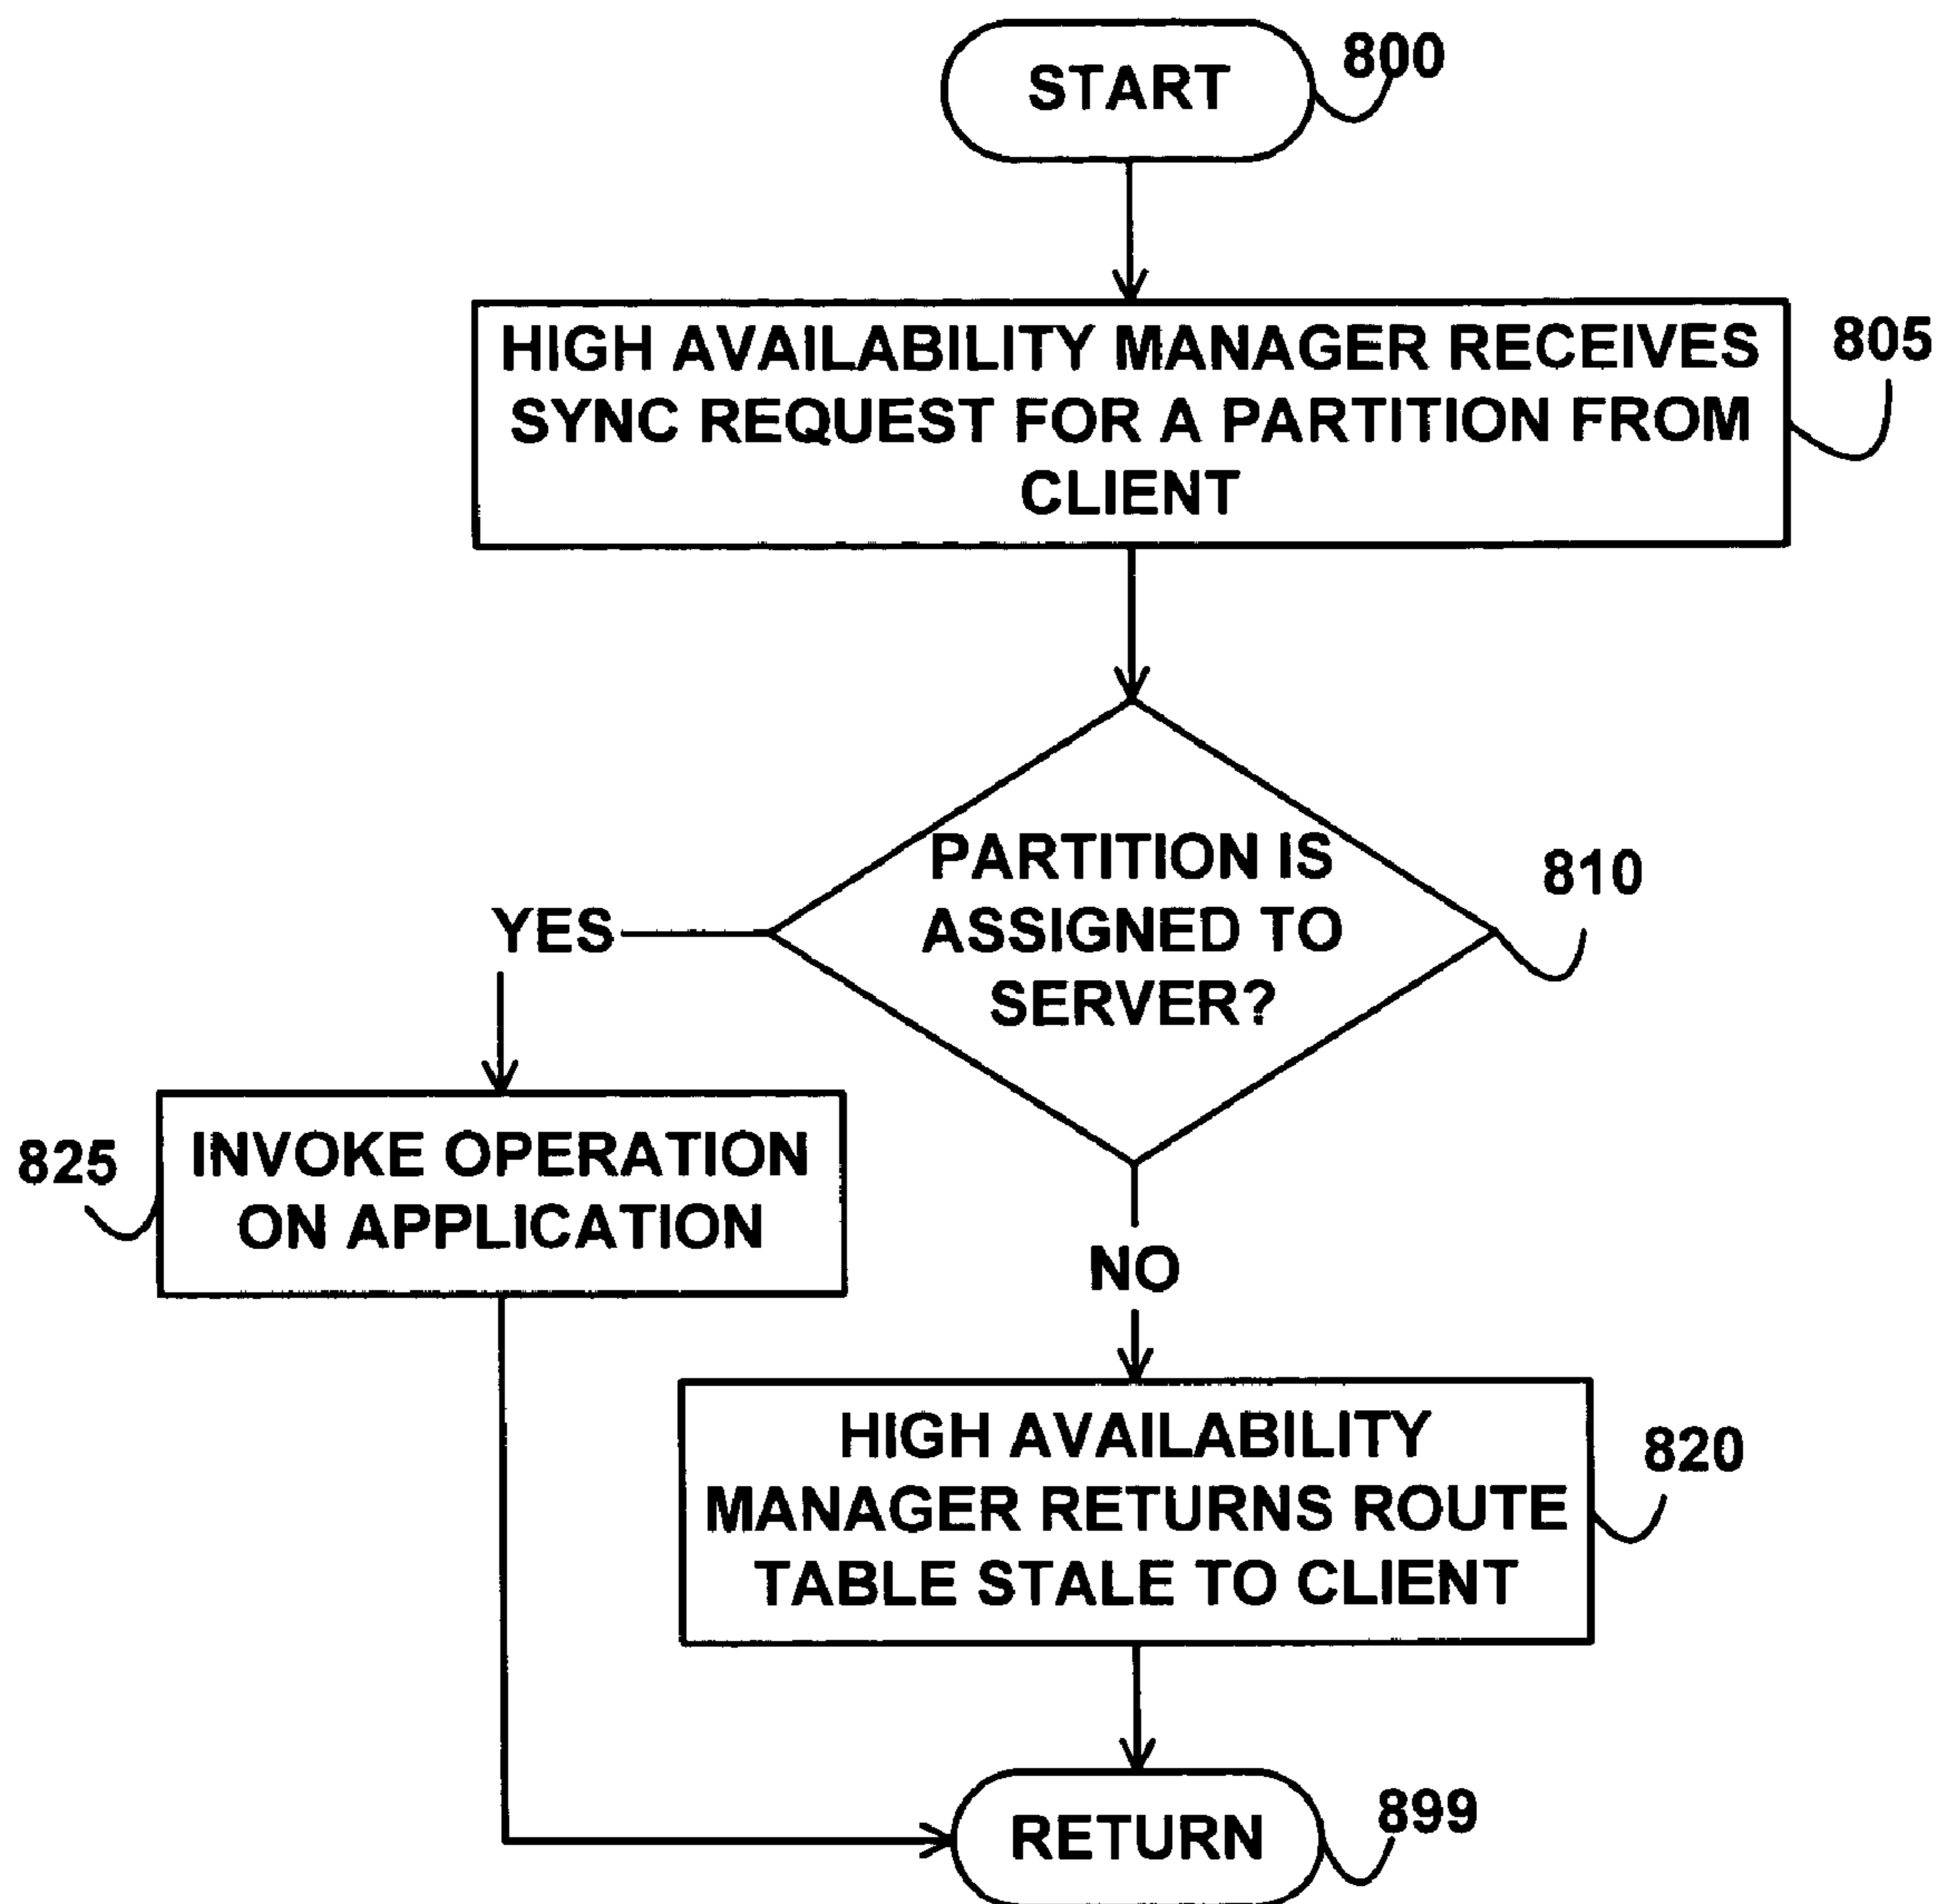 START
800
HIGH AVAILABILITY MANAGER RECEIVES
SYNC REQUEST FOR A PARTITION FROM
CLIENT
805
PARTITION IS
ASSIGNED TO
SERVER?
810
YES
825
INVOKE OPERATION
ON APPLICATION
NO
HIGH AVAILABILITY
MANAGER RETURNS ROUTE
TABLE STALE TO CLIENT
820
RETURN
899